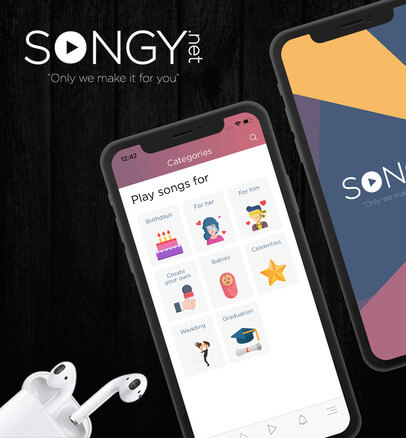 SONGY.net
"Only we make it for you"
12:42
Categories
Play songs for
Birthdays
For her
For him
Create
your own
Babies
Celebrities
Wedding
Graduation
SON
"Only we ma